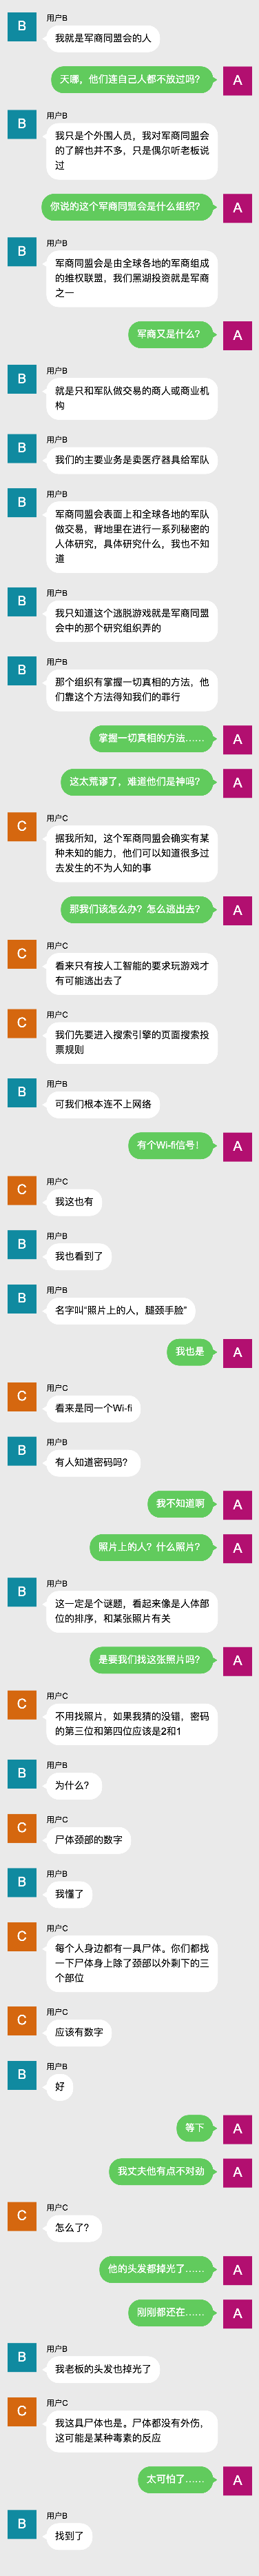 B
用户B
我就是军商同盟会的人
天哪，他们连自己人都不放过吗？
A
B
用户B
我只是个外围人员，我对军商同盟会
的了解也并不多，只是偶尔听老板说
过
你说的这个军商同盟会是什么组织？
A
B
用户B
军商同盟会是由全球各地的军商组成
的维权联盟，我们黑湖投资就是军商
之一
军商又是什么？
A
B
用户B
就是只和军队做交易的商人或商业机
构
B
用户B
我们的主要业务是卖医疗器具给军队
B
用户B
军商同盟会表面上和全球各地的军队
做交易，背地里在进行一系列秘密的
人体研究，具体研究什么，我也不知
道
B
用户B
我只知道这个逃脱游戏就是军商同盟
会中的那个研究组织弄的
B
用户B
那个组织有掌握一切真相的方法，他
们靠这个方法得知我们的罪行
掌握一切真相的方法……
A
这太荒谬了，难道他们是神吗？
A
C
用户C
据我所知，这个军商同盟会确实有某
种未知的能力，他们可以知道很多过
去发生的不为人知的事
那我们该怎么办？怎么逃出去？
A
C
用户C
看来只有按人工智能的要求玩游戏才
有可能逃出去了
C
用户C
我们先要进入搜索引擎的页面搜索投
票规则
B
用户B
可我们根本连不上网络
有个Wi-fi信号！
A
C
用户C
我这也有
B
用户B
我也看到了
B
用户B
名字叫“照片上的人，腿颈手脸”
我也是
A
C
用户C
看来是同一个Wi-fi
B
用户B
有人知道密码吗？
我不知道啊
A
照片上的人？什么照片？
A
B
用户B
这一定是个谜题，看起来像是人体部
位的排序，和某张照片有关
是要我们找这张照片吗？
A
C
用户C
不用找照片，如果我猜的没错，密码
的第三位和第四位应该是2和1
B
用户B
为什么？
C
用户C
尸体颈部的数字
B
用户B
我懂了
C
用户C
每个人身边都有一具尸体。你们都找
一下尸体身上除了颈部以外剩下的三
个部位
C
用户C
应该有数字
B
用户B
好
等下
A
我丈夫他有点不对劲
A
C
用户C
怎么了？
他的头发都掉光了……
A
刚刚都还在……
A
B
用户B
我老板的头发也掉光了
C
用户C
我这具尸体也是。尸体都没有外伤，
这可能是某种毒素的反应
太可怕了……
A
B
用户B
找到了